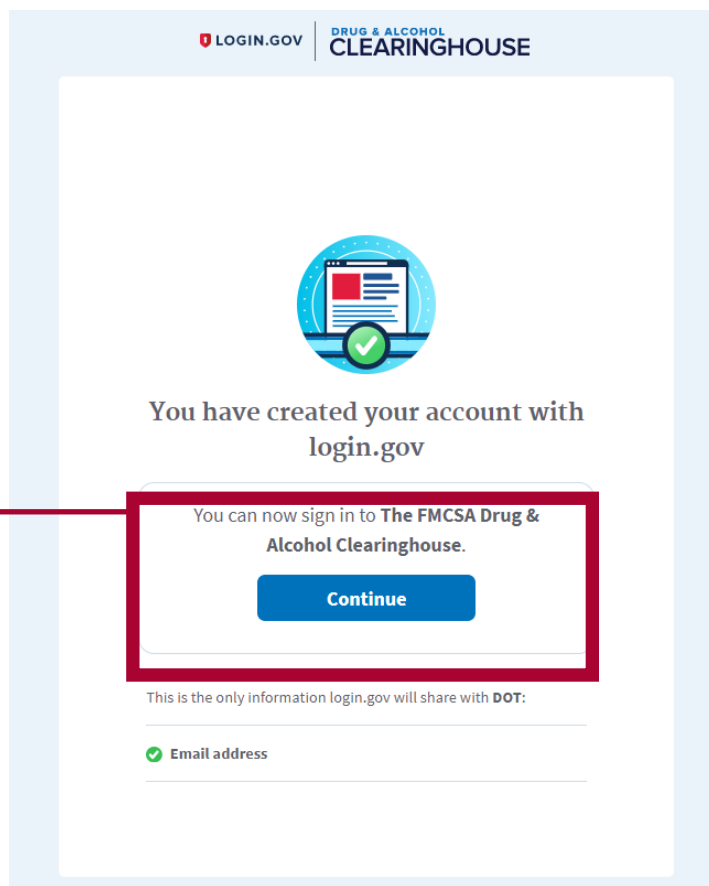 LOGIN.GOV
DRUG & ALCOHOL
CLEARINGHOUSE
You have created your account with
login.gov
You can now sign in to The FMCSA Drug &
Alcohol Clearinghouse.
Continue
This is the only information login.gov will share with DOT:
Email address